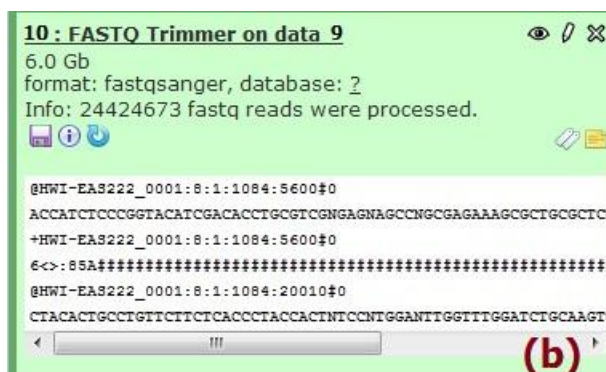 10 : FASTQ Trimmer on data 9
6.0 Gb
format: fastqsanger, database: ?
Info: 24424673 fastq reads were processed.
@HWI-EAS222_0001:8:1:1084:5600#0
ACCATCTCCCGGTACATCGACACCTGCGTCGNGAGNAGCCNGCGAGAAAGCGCTGCGCTC
+HWI-EAS222_0001:8:1:1084:5600#0
6<>:85A######################################################
@HWI-EAS222_0001:8:1:1084:20010#0
CTACACTGCCTGTTCTTCTCACCCTACCACTNTCCNTGGANTTGGTTTGGATCTGCAAGT
(b)